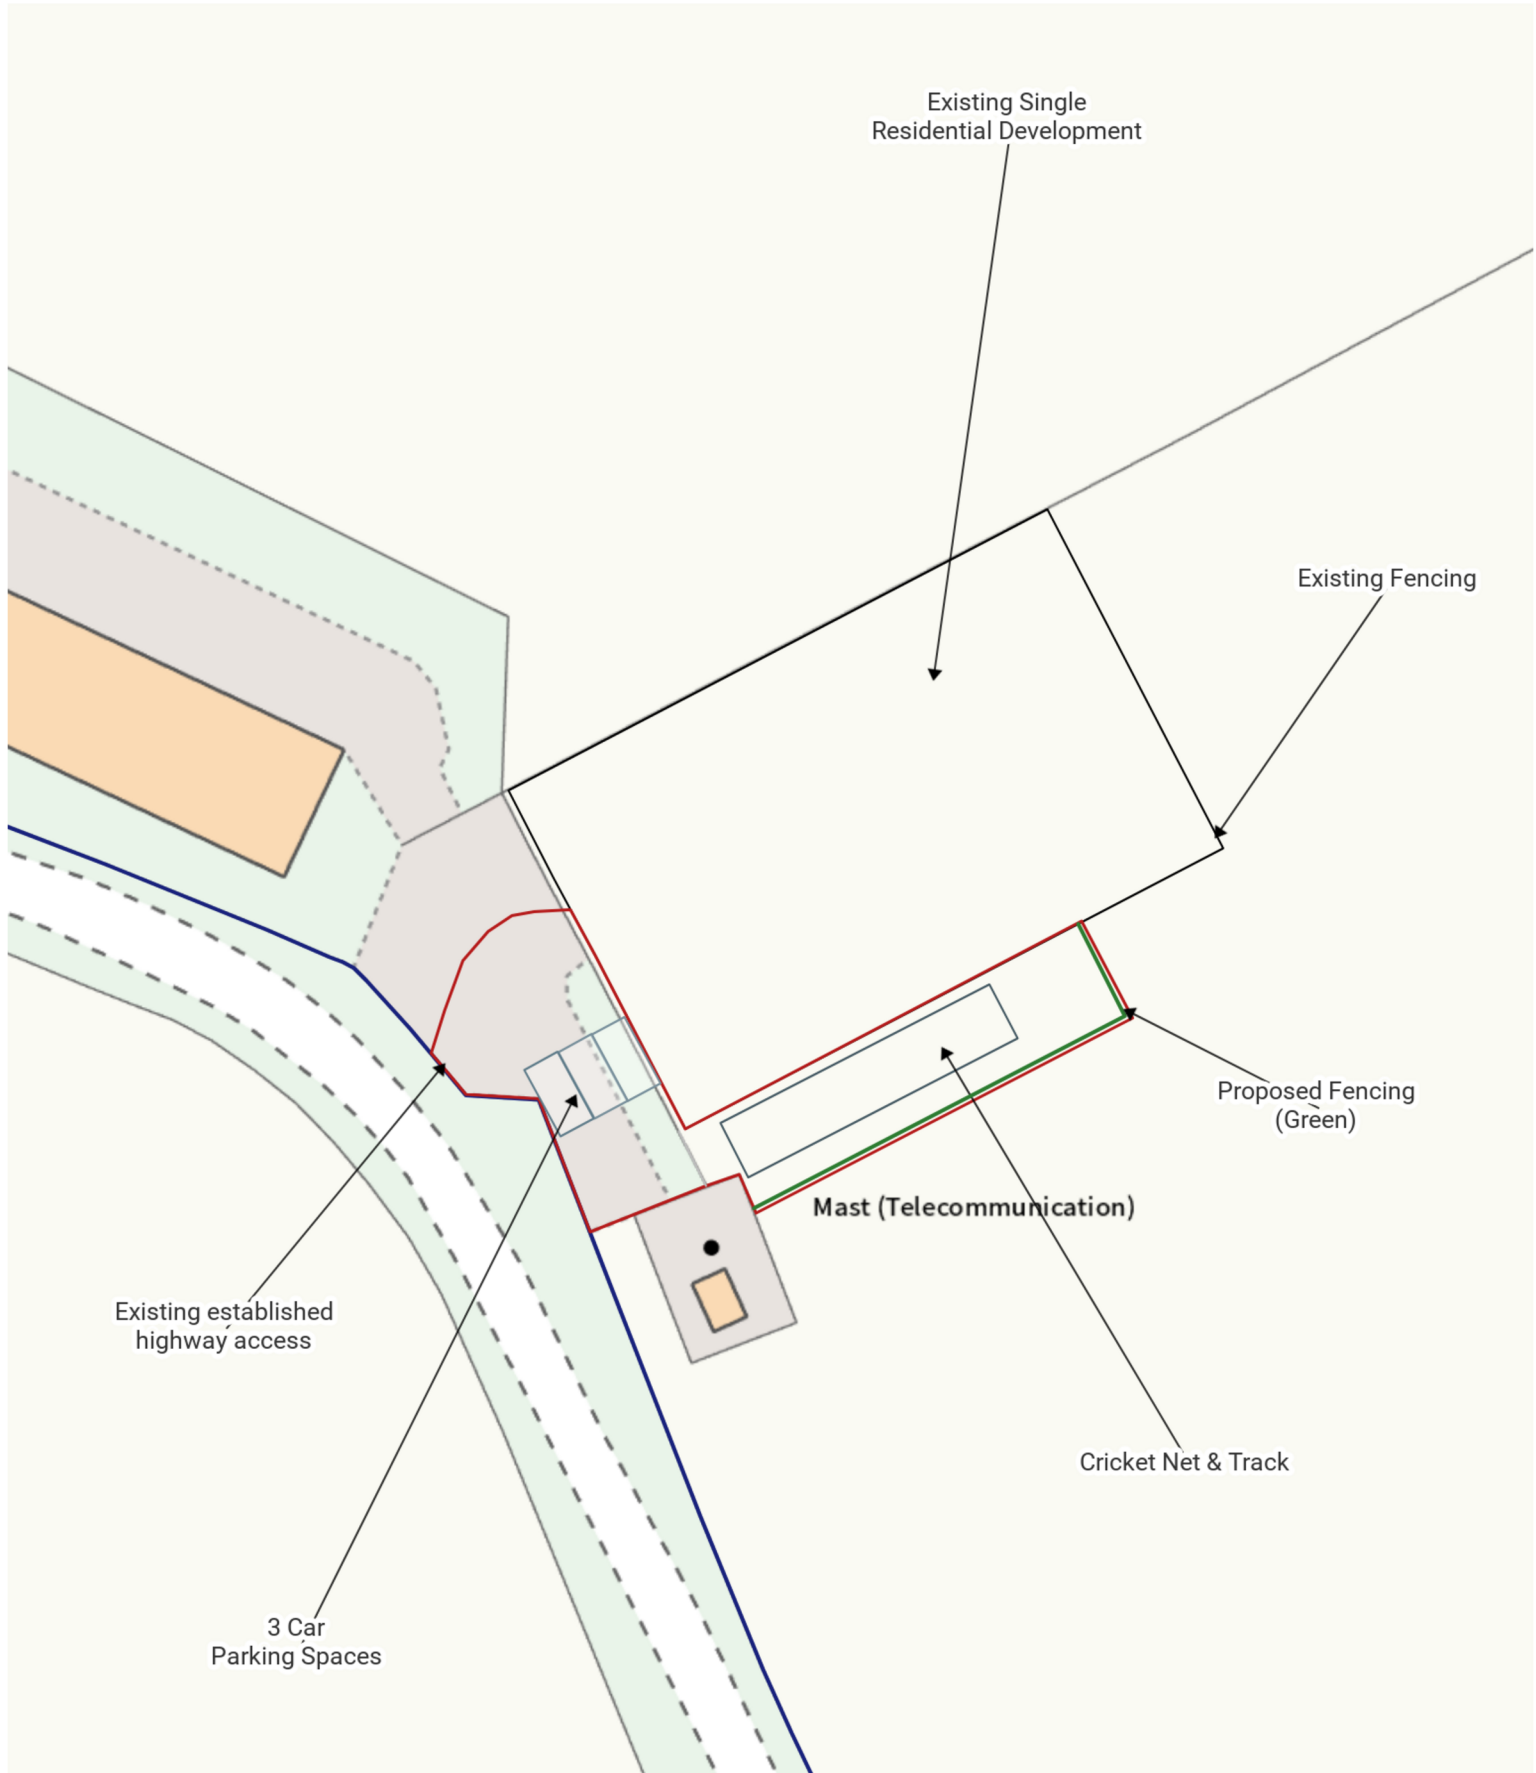 Existing Single
Residential Development
Existing Fencing
Proposed Fencing
(Green)
Mast (Telecommunication)
Existing established
highway access
Cricket Net & Track
3 Car
Parking Spaces